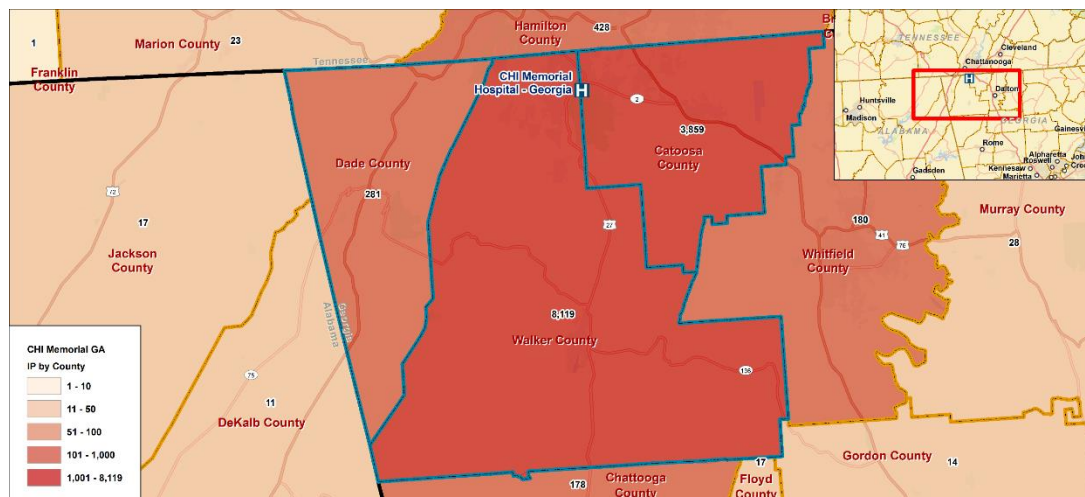 1
Franklin
County
Marion County
23
Tennessee
Hamilton
County
428
CHI Memorial
Hospital - Georgia
H
2
3,859
Catoosa
County
Dade County
281
72
17
Jackson
County
Georgia
Alabama
27
8,119
Walker County
136
180
41
76
Whitfield
County
Murray County
28
75
11
DeKalb County
178
Chattooga
County
17
Floyd
County
Gordon County
14
CHI Memorial GA
IP by County
1 - 10
11 - 50
51 - 100
101 - 1,000
1,001 - 8,119
TENNESSEE
Cleveland
Chattanooga
H
Dalton
Huntsville
Madison
ALABAMA
GEORGIA
Rome
Gainesv
Alpharetta
Roswell
Joh
Kennesaw
Cree
Marietta
Gadsden